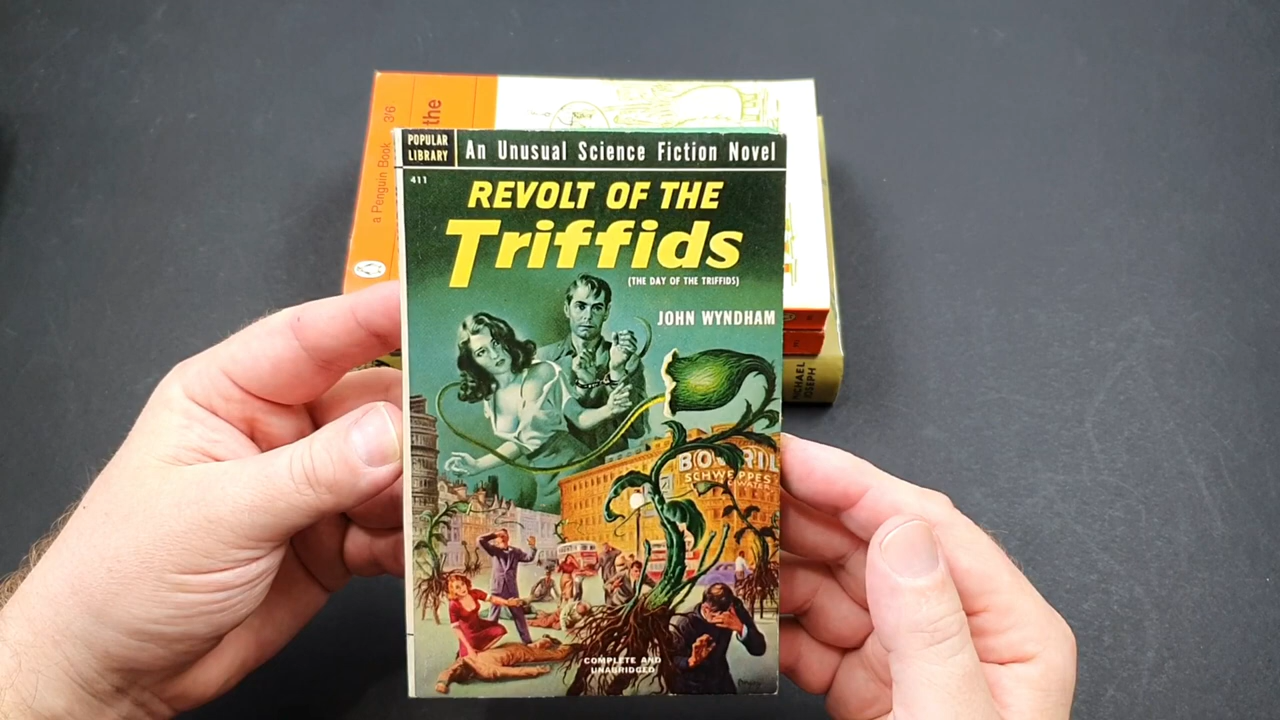 POPULAR
LIBRARY
An Unusual Science Fiction Novel
411
REVOLT OF THE
Triffids
(THE DAY OF THE TRIFFIDS)
JOHN WYNDHAM
BOVRIL
SCHWEPPES
WATER
COMPLETE AND
UNABRIDGED
a Penguin Book
3'6
the
MICHAEL
JOSEPH